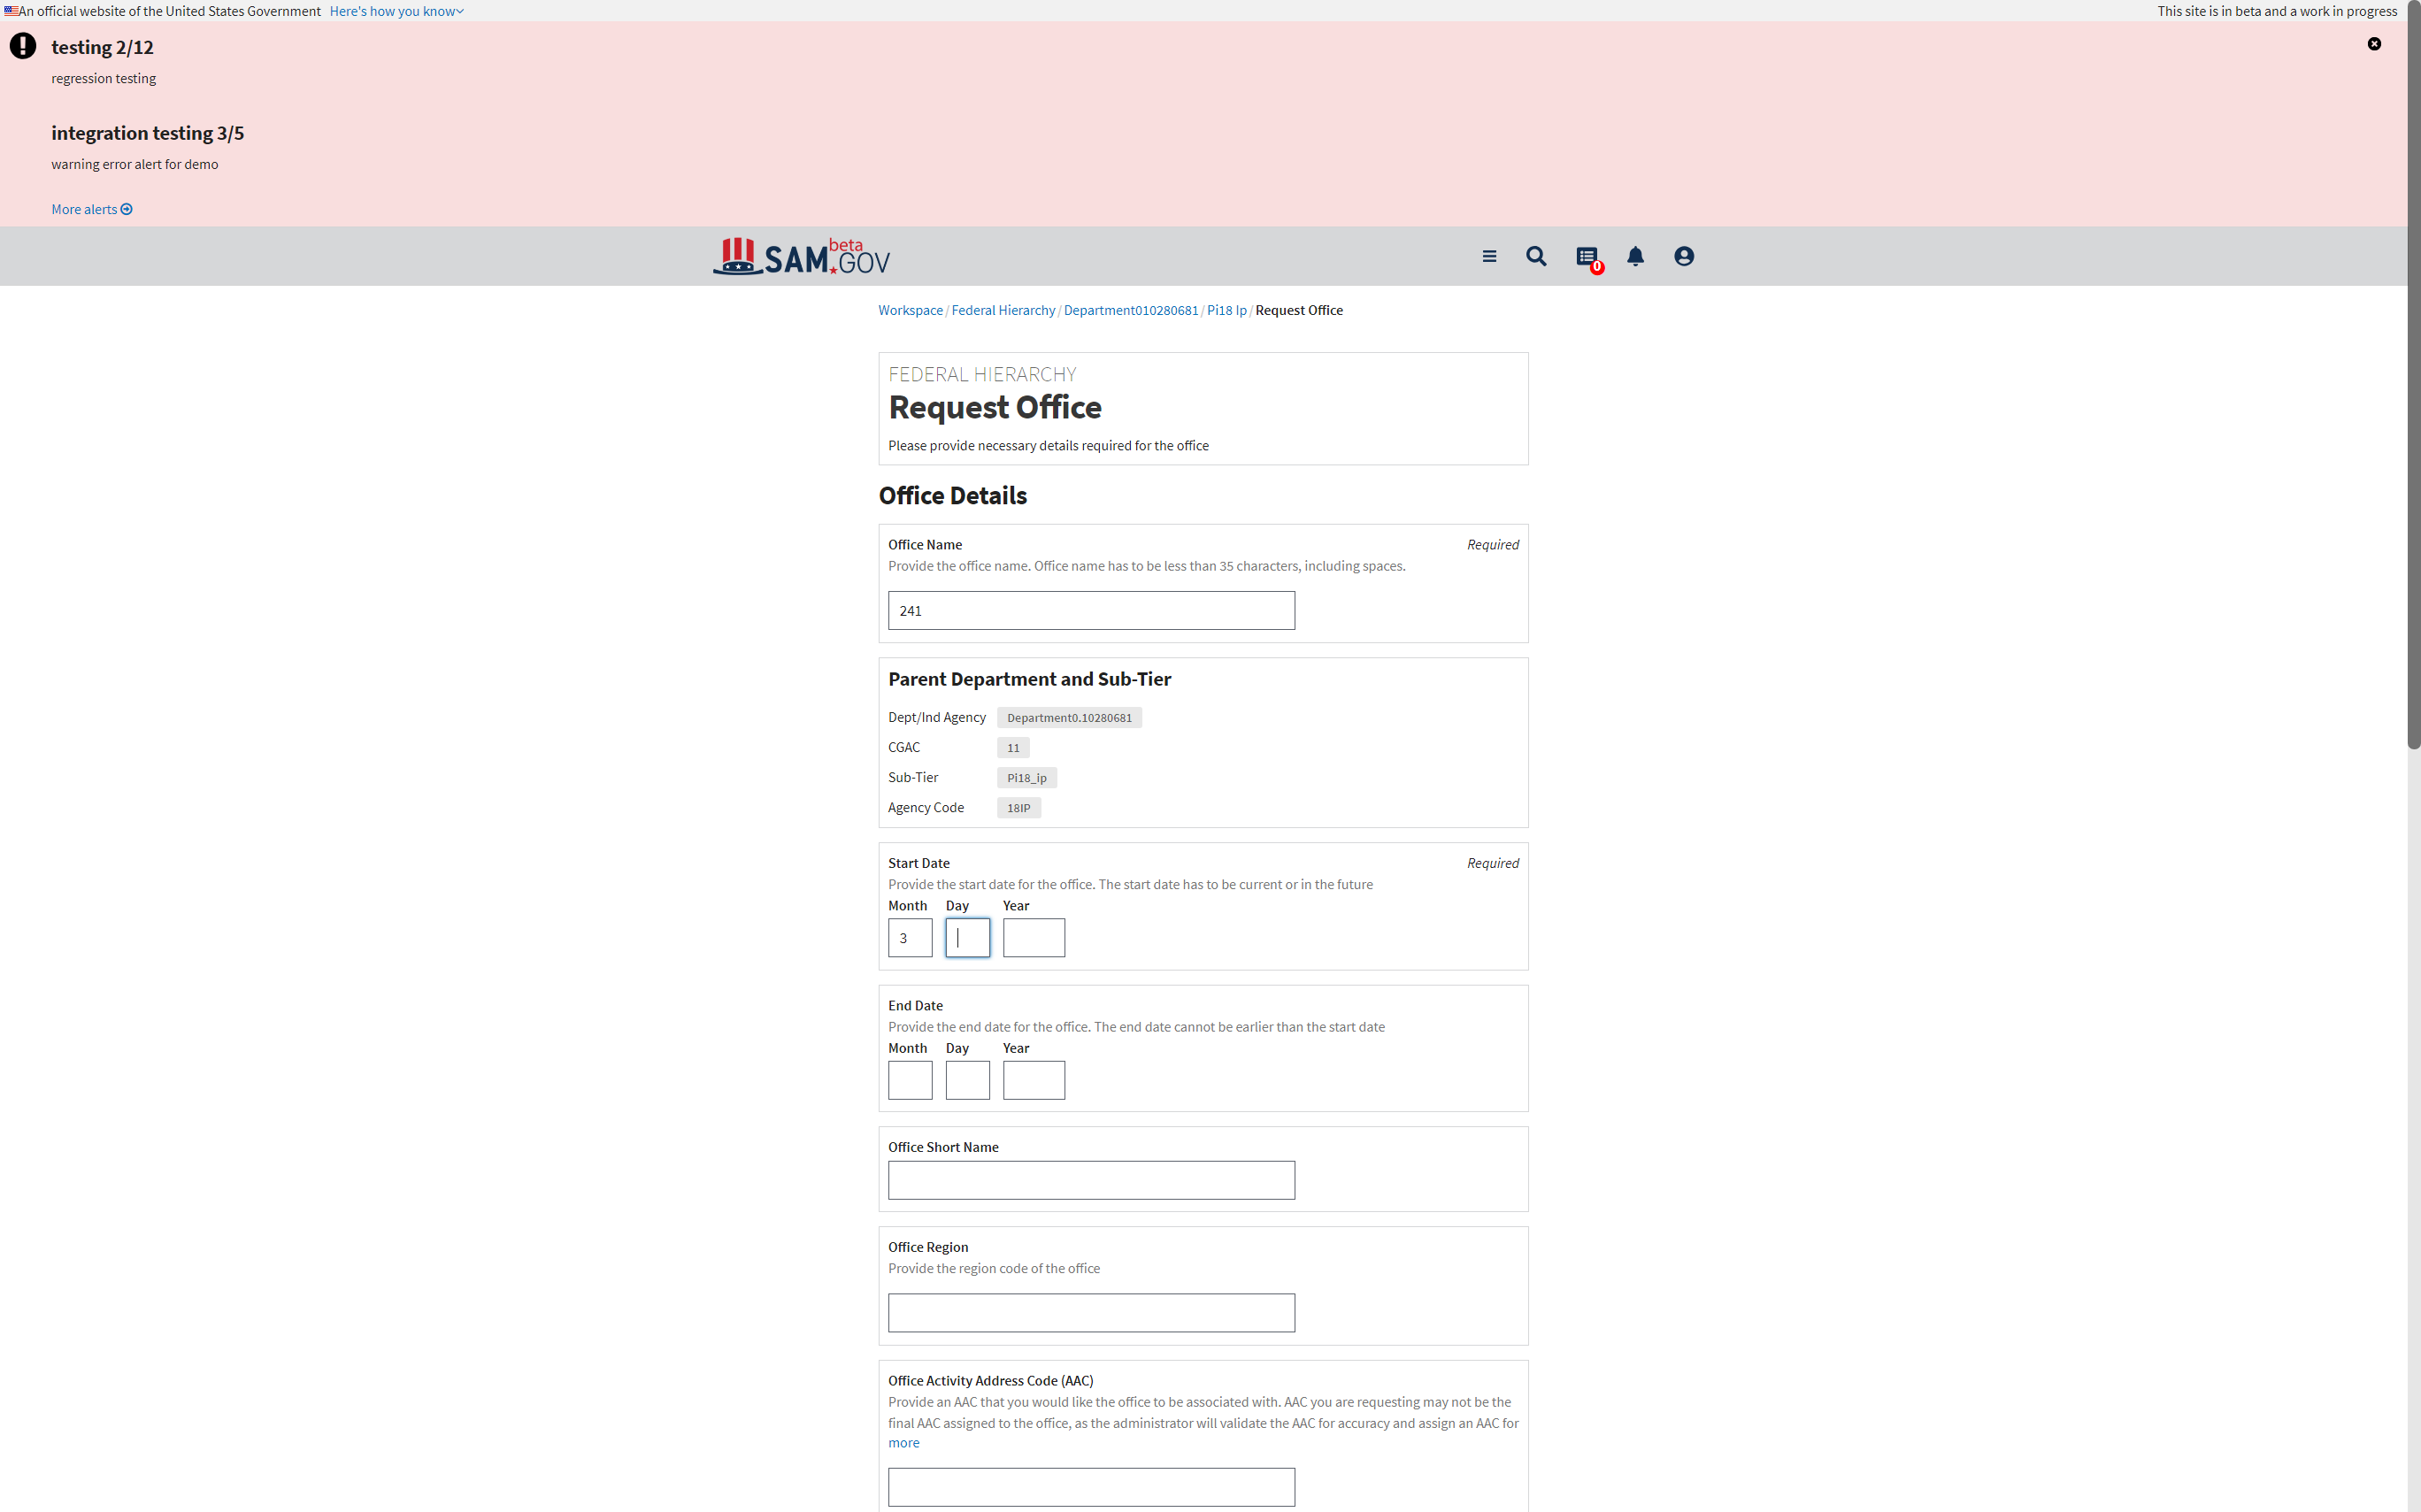 An official website of the United States Government Here's how you know
This site is in beta and a work in progress
testing 2/12
regression testing
integration testing 3/5
warning error alert for demo
More alerts
SAM.GOV beta
0
Workspace / Federal Hierarchy / Department010280681 / Pi18 Ip / Request Office
FEDERAL HIERARCHY
Request Office
Please provide necessary details required for the office
Office Details
Office Name Required
Provide the office name. Office name has to be less than 35 characters, including spaces.
241
Parent Department and Sub-Tier
Dept/Ind Agency Department0.10280681
CGAC 11
Sub-Tier Pi18_ip
Agency Code 18IP
Start Date Required
Provide the start date for the office. The start date has to be current or in the future
Month Day Year
3
End Date
Provide the end date for the office. The end date cannot be earlier than the start date
Month Day Year
Office Short Name
Office Region
Provide the region code of the office
Office Activity Address Code (AAC)
Provide an AAC that you would like the office to be associated with. AAC you are requesting may not be the
final AAC assigned to the office, as the administrator will validate the AAC for accuracy and assign an AAC for
more